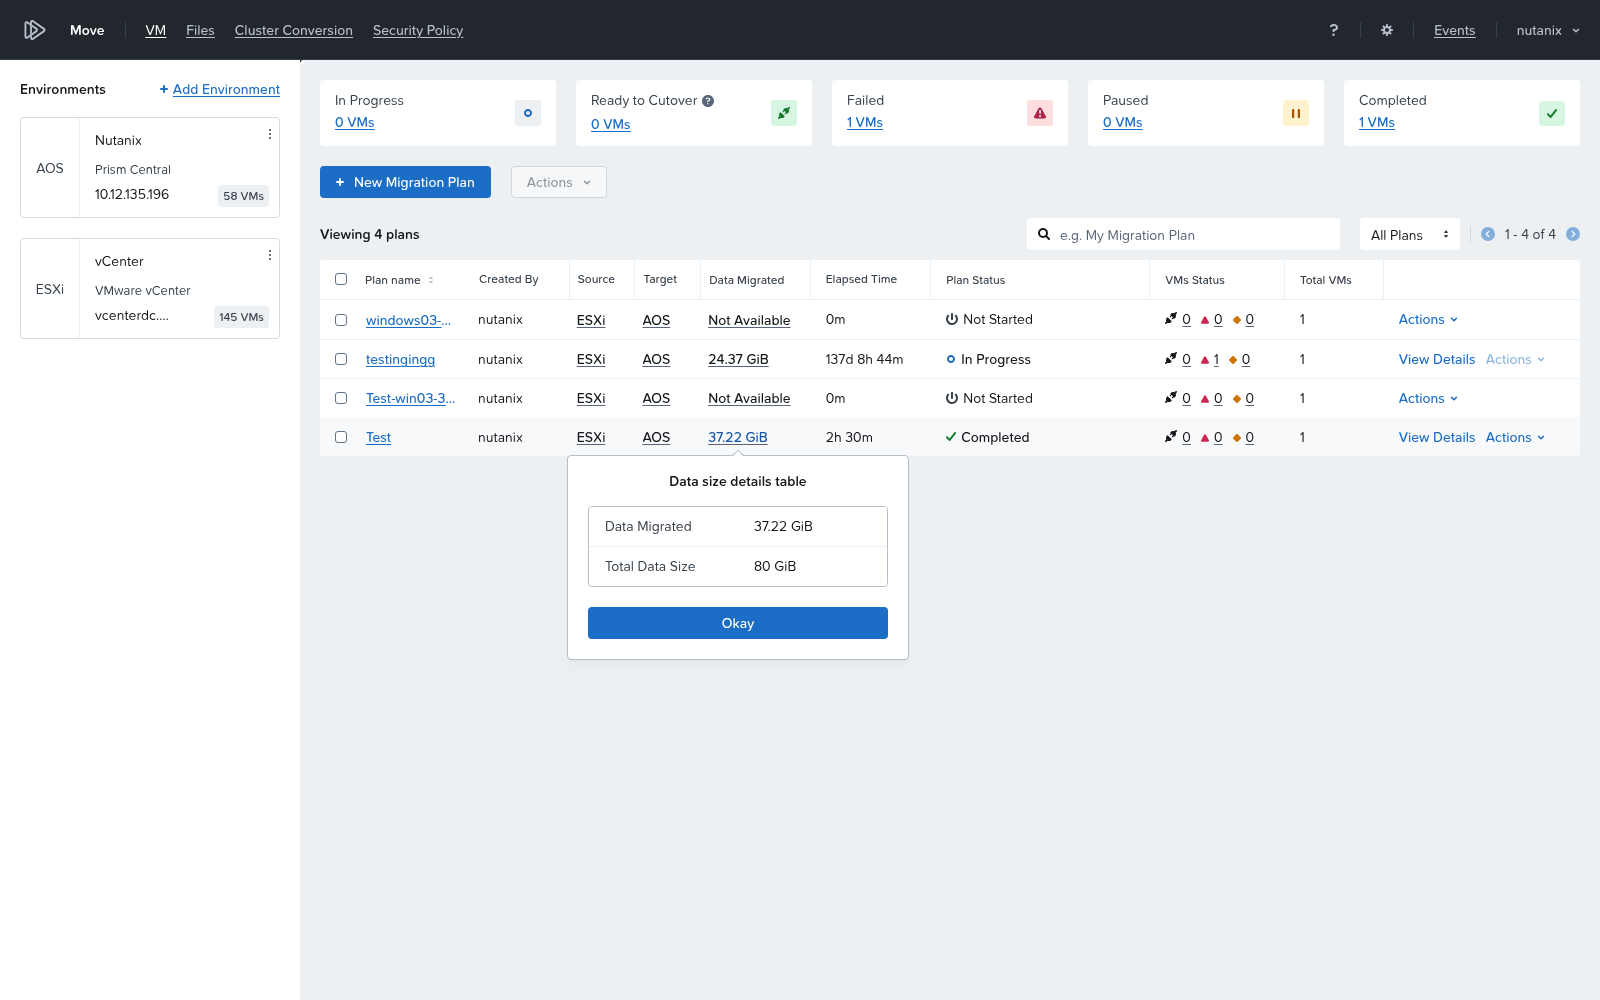 Move VM Files Cluster Conversion Security Policy ? Events nutanix
Environments + Add Environment
AOS
Nutanix
Prism Central
10.12.135.196 58 VMs
ESXi
vCenter
VMware vCenter
vcenterdc.... 145 VMs
In Progress
0 VMs
Ready to Cutover ?
0 VMs
Failed
1 VMs
Paused
0 VMs
Completed
1 VMs
+ New Migration Plan Actions
Viewing 4 plans e.g. My Migration Plan All Plans 1 - 4 of 4
Plan name Created By Source Target Data Migrated Elapsed Time Plan Status VMs Status Total VMs
windows03-... nutanix ESXi AOS Not Available 0m Not Started 0 0 0 1 Actions
testingingg nutanix ESXi AOS 24.37 GiB 137d 8h 44m In Progress 0 1 0 1 View Details Actions
Test-win03-3... nutanix ESXi AOS Not Available 0m Not Started 0 0 0 1 Actions
Test nutanix ESXi AOS 37.22 GiB 2h 30m Completed 0 0 0 1 View Details Actions
Data size details table
Data Migrated 37.22 GiB
Total Data Size 80 GiB
Okay